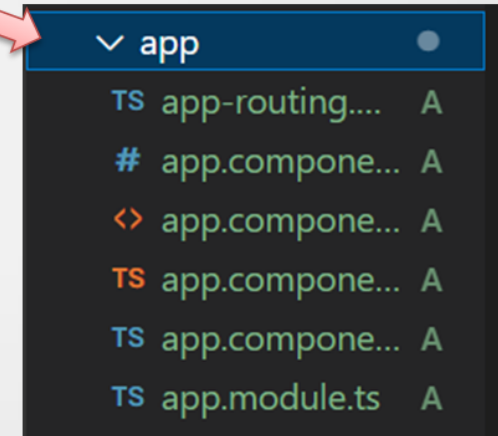 app
TS app-routing.... A
# app.compone... A
<> app.compone... A
TS app.compone... A
TS app.compone... A
TS app.module.ts A